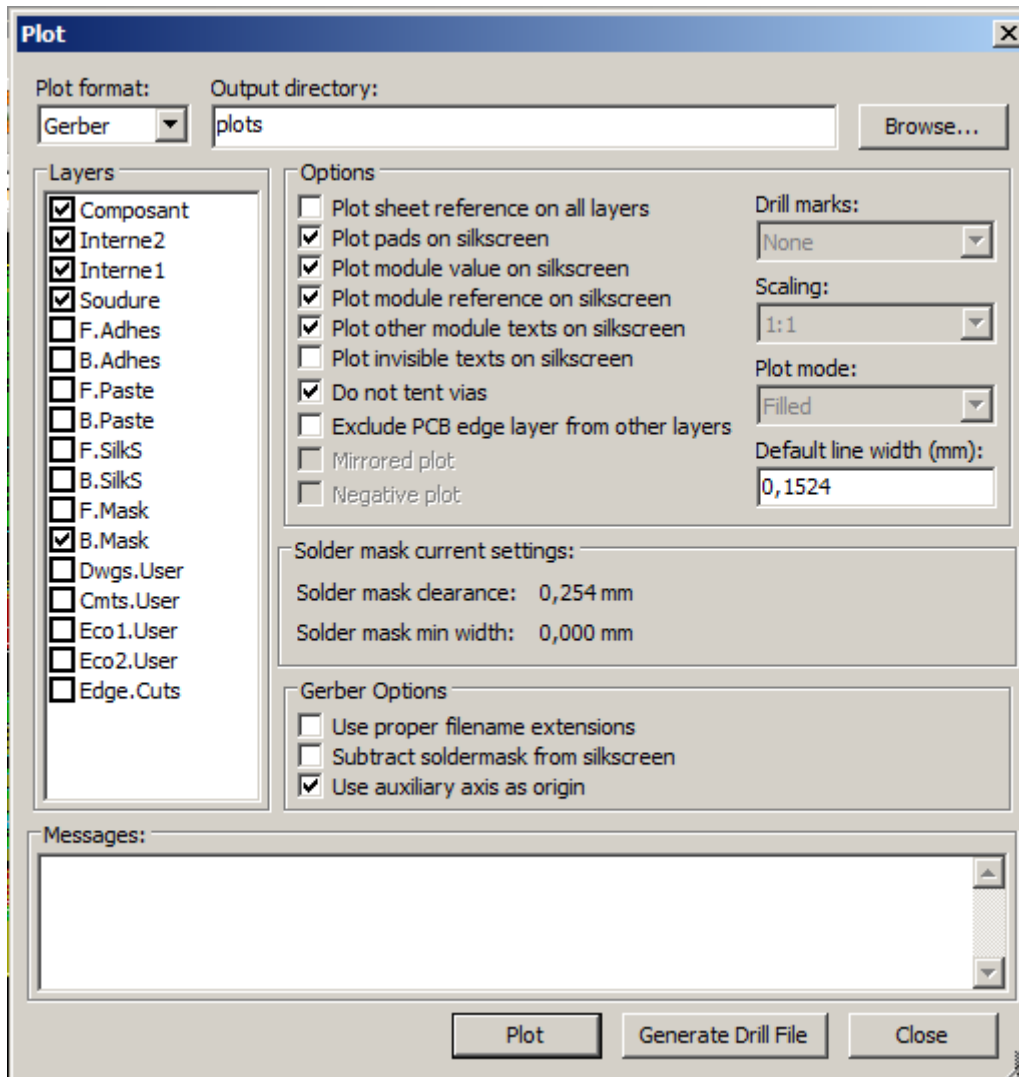 Plot
Plot format:
Output directory:
Gerber
plots
Browse...
Layers
Composant
Interne2
Interne1
Soudure
F.Adhes
B.Adhes
F.Paste
B.Paste
F.SilkS
B.SilkS
F.Mask
B.Mask
Dwgs.User
Cmts.User
Eco1.User
Eco2.User
Edge.Cuts
Options
Plot sheet reference on all layers
Plot pads on silkscreen
Plot module value on silkscreen
Plot module reference on silkscreen
Plot other module texts on silkscreen
Plot invisible texts on silkscreen
Do not tent vias
Exclude PCB edge layer from other layers
Mirrored plot
Negative plot
Drill marks:
None
Scaling:
1:1
Plot mode:
Filled
Default line width (mm):
0,1524
Solder mask current settings:
Solder mask clearance: 0,254 mm
Solder mask min width: 0,000 mm
Gerber Options
Use proper filename extensions
Subtract soldermask from silkscreen
Use auxiliary axis as origin
Messages:
Plot
Generate Drill File
Close